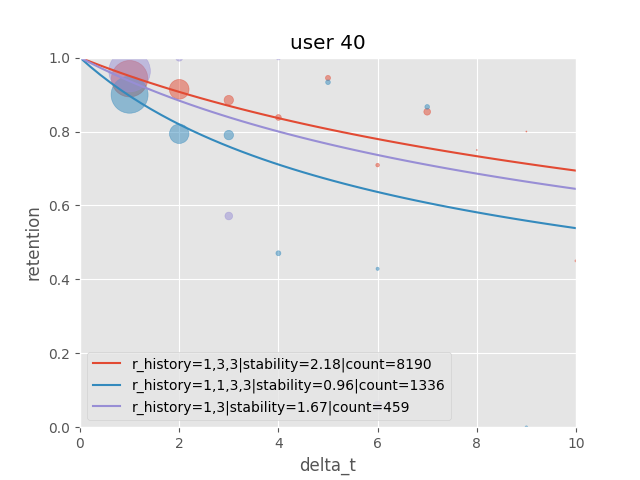 user 40
retention
1.0
0.8
0.6
0.4
0.2
0.0
r_history=1,3,3|stability=2.18|count=8190
r_history=1,1,3,3|stability=0.96|count=1336
r_history=1,3|stability=1.67|count=459
0 2 4 6 8 10
delta_t